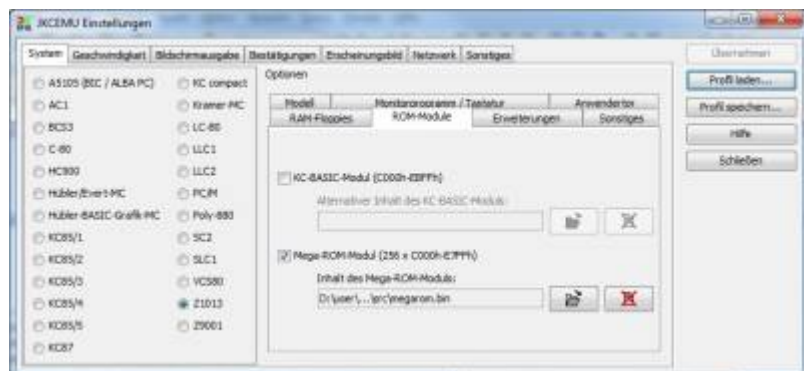 JKCEMU Einstellungen
System Geschwindigkeit Bildschirmausgabe Bestätigungen Erscheinungsbild Netzwerk Sonstiges
Übernehmen
Profil laden...
Profil speichern...
Hilfe
Schließen
A5105 (BIC / ALBA PC)
AC1
BCS3
C-80
HC900
Hübler/Evert-MC
Hübler-BASIC-Grafik-MC
KC85/1
KC85/2
KC85/3
KC85/4
KC85/5
KC87
KC compact
Kramer-MC
LC-80
LLC1
LLC2
PC/M
Poly-880
SC2
SLC1
VCS80
Z1013
Z9001
Optionen
Modell Monitorprogramm / Tastatur Anwendertor
RAM-Floppies ROM-Module Erweiterungen Sonstiges
KC-BASIC-Modul (C000h-EBFFh)
Alternativer Inhalt des KC-BASIC-Moduls:
Mega-ROM-Modul (256 x C000h-E7FFh)
Inhalt des Mega-ROM-Moduls:
D:\user\...\prc\megarom.bin